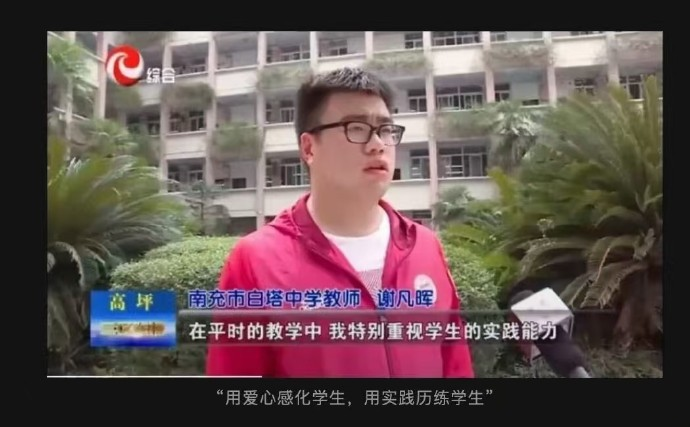 综合
高坪
南充市白塔中学教师 谢凡晖
在平时的教学中 我特别重视学生的实践能力
“用爱心感化学生，用实践历练学生”